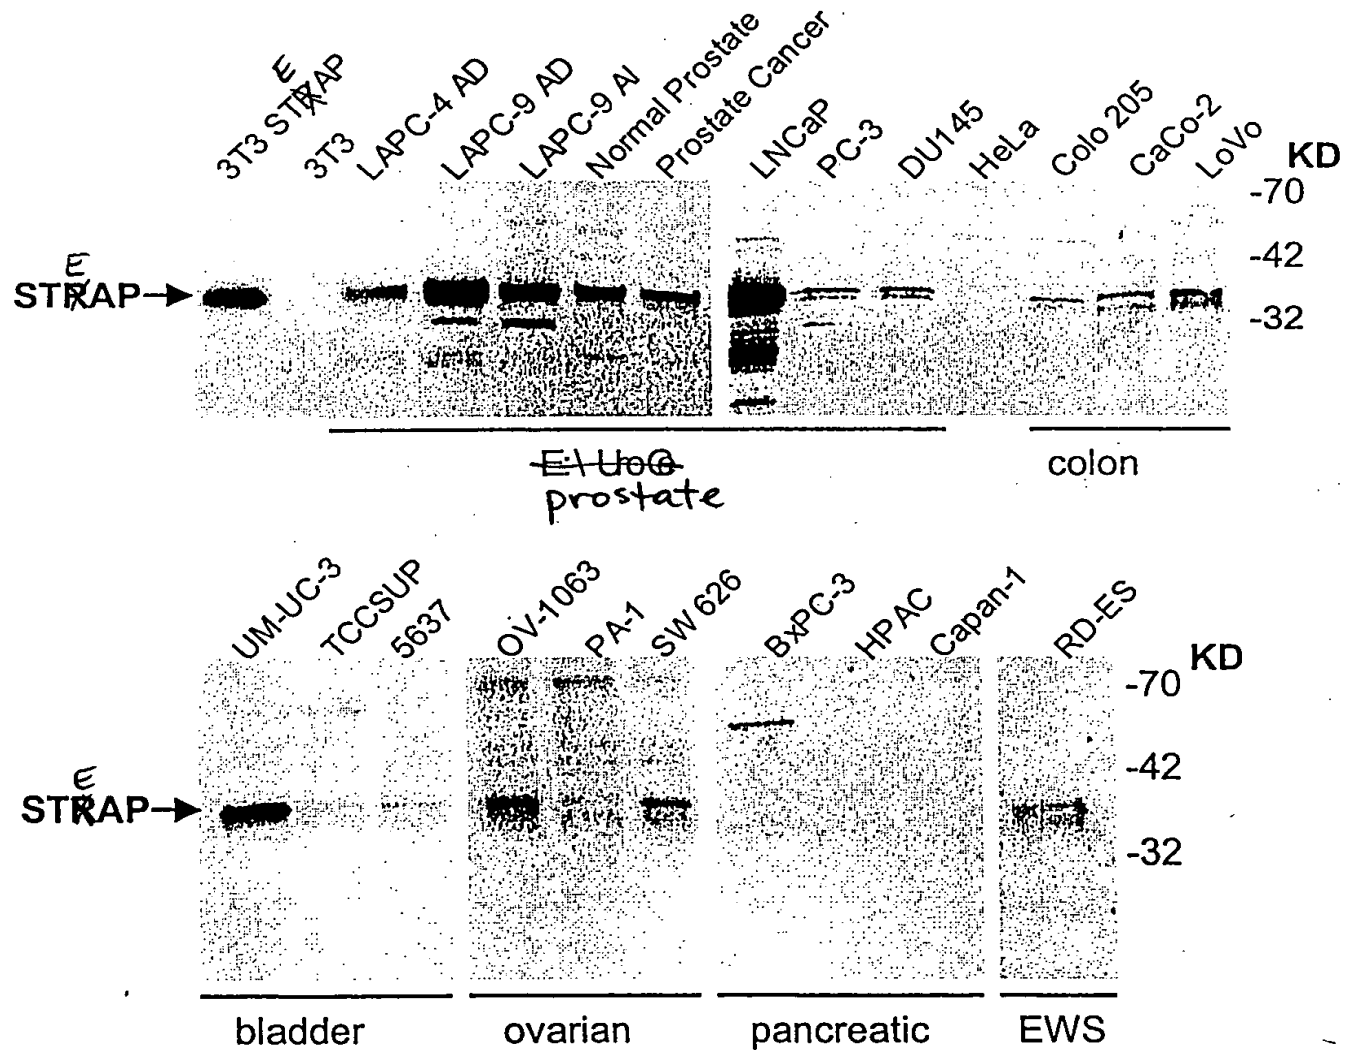 3T3 STRAP
E
3T3
LAPC-4 AD
LAPC-9 AD
LAPC-9 AI
Normal Prostate
Prostate Cancer
LNCaP
PC-3
DU145
HeLa
Colo 205
CaCo-2
LoVo
KD
-70
-42
-32
E
STRAP
prostate
colon
UM-UC-3
TCCSUP
5637
OV-1063
PA-1
SW 626
BxPC-3
HPAC
Capan-1
RD-ES
KD
-70
-42
-32
E
STRAP
bladder
ovarian
pancreatic
EWS